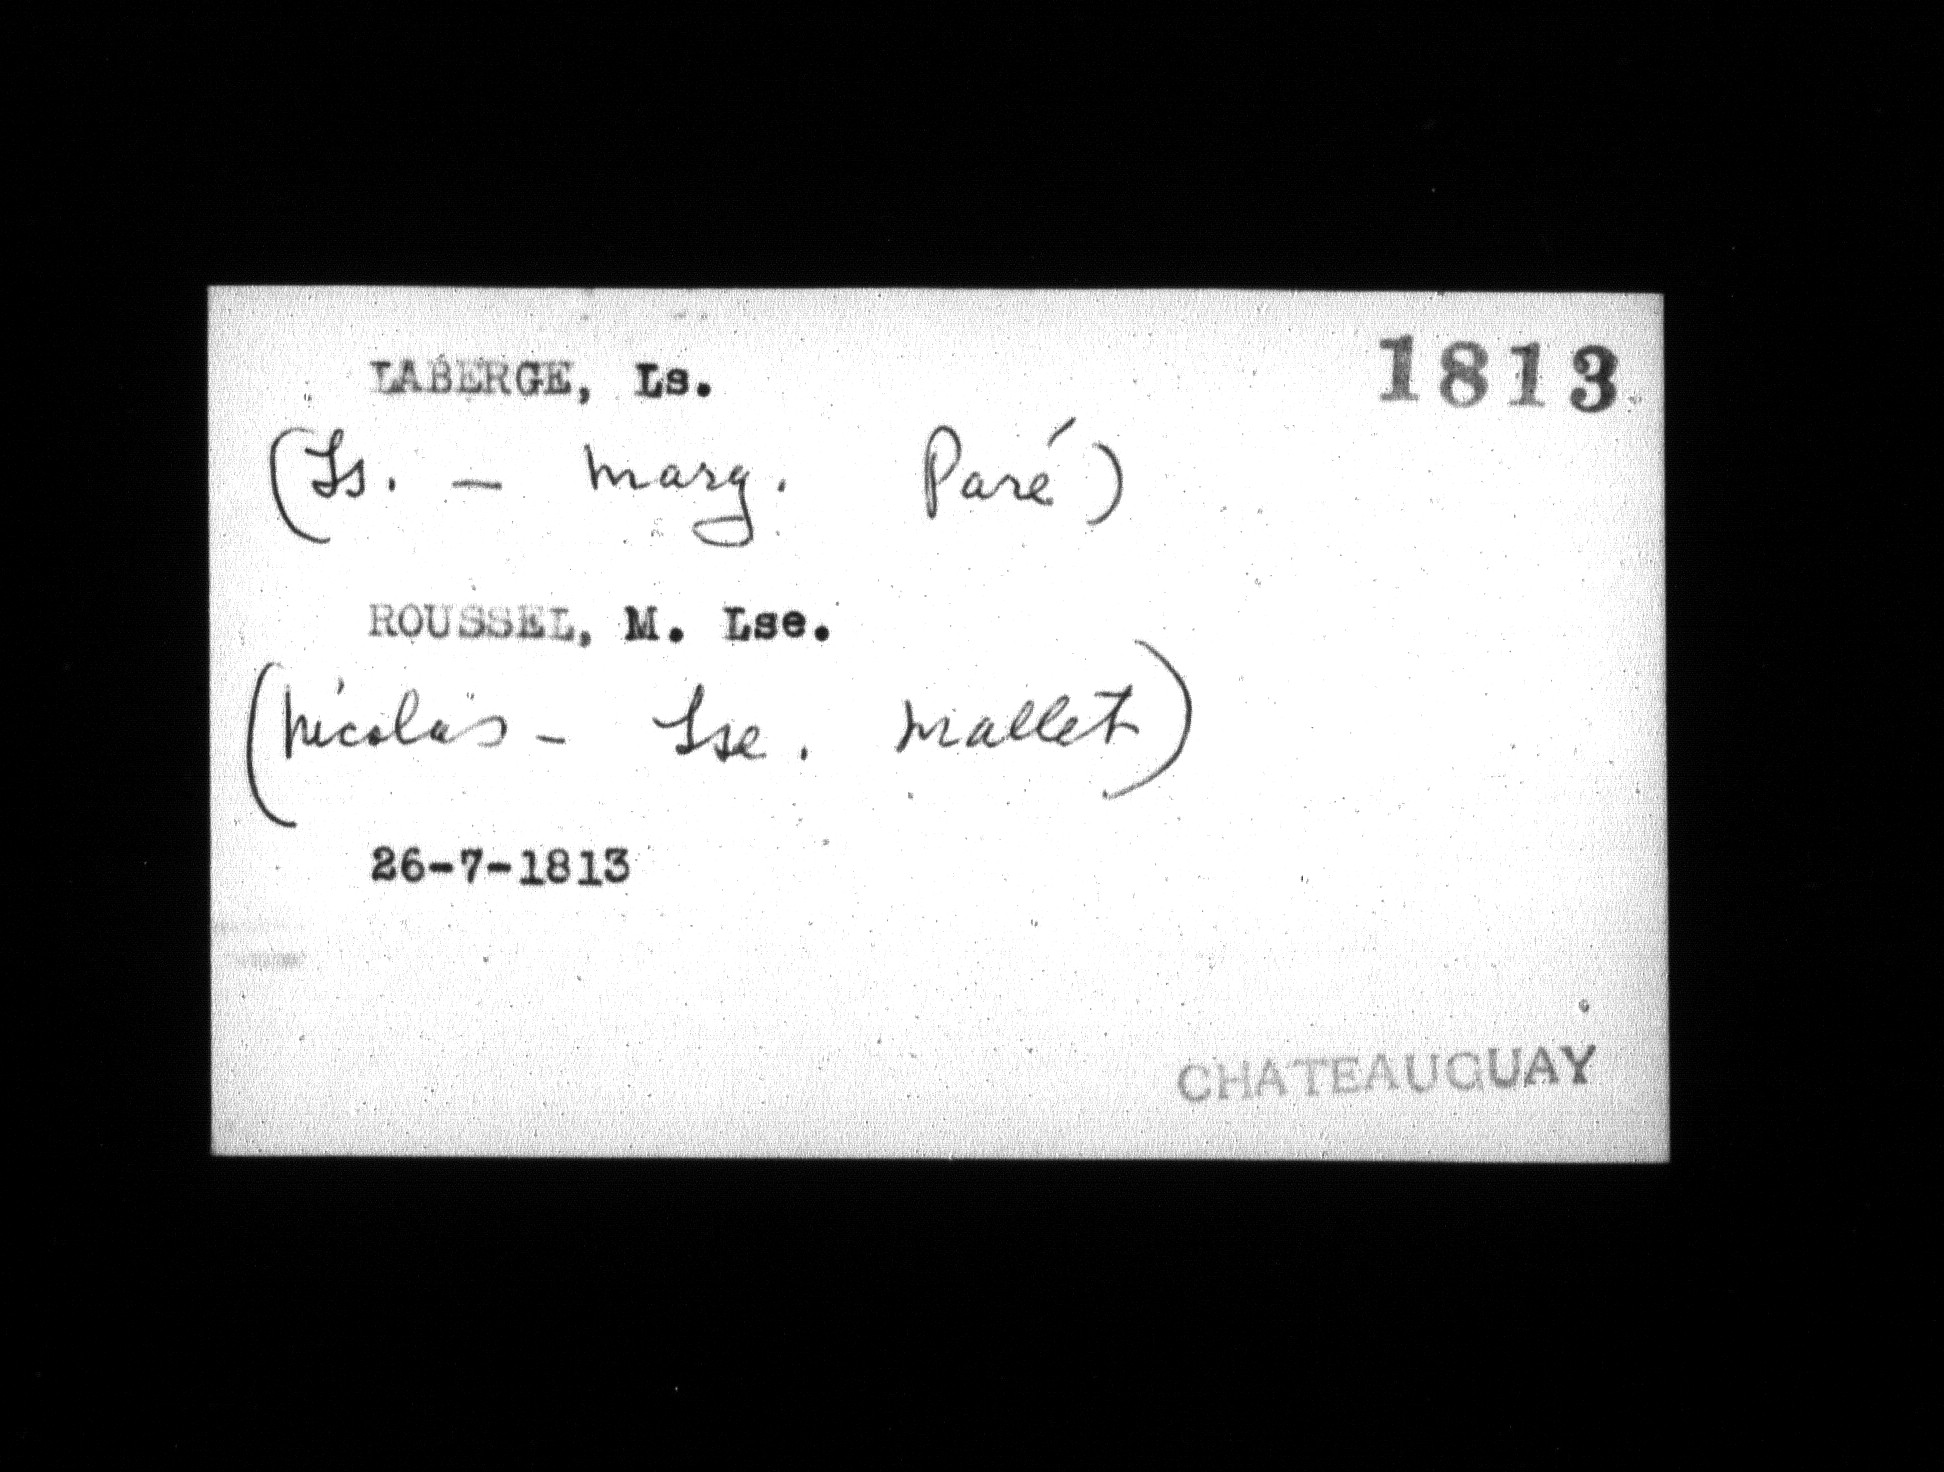 LABERGE, Ls.
1813
(Ls. – Marg. Paré)
ROUSSEL, M. Lse.
(Nicolas – Lse. Mallet)
26-7-1813
CHATEAUGUAY